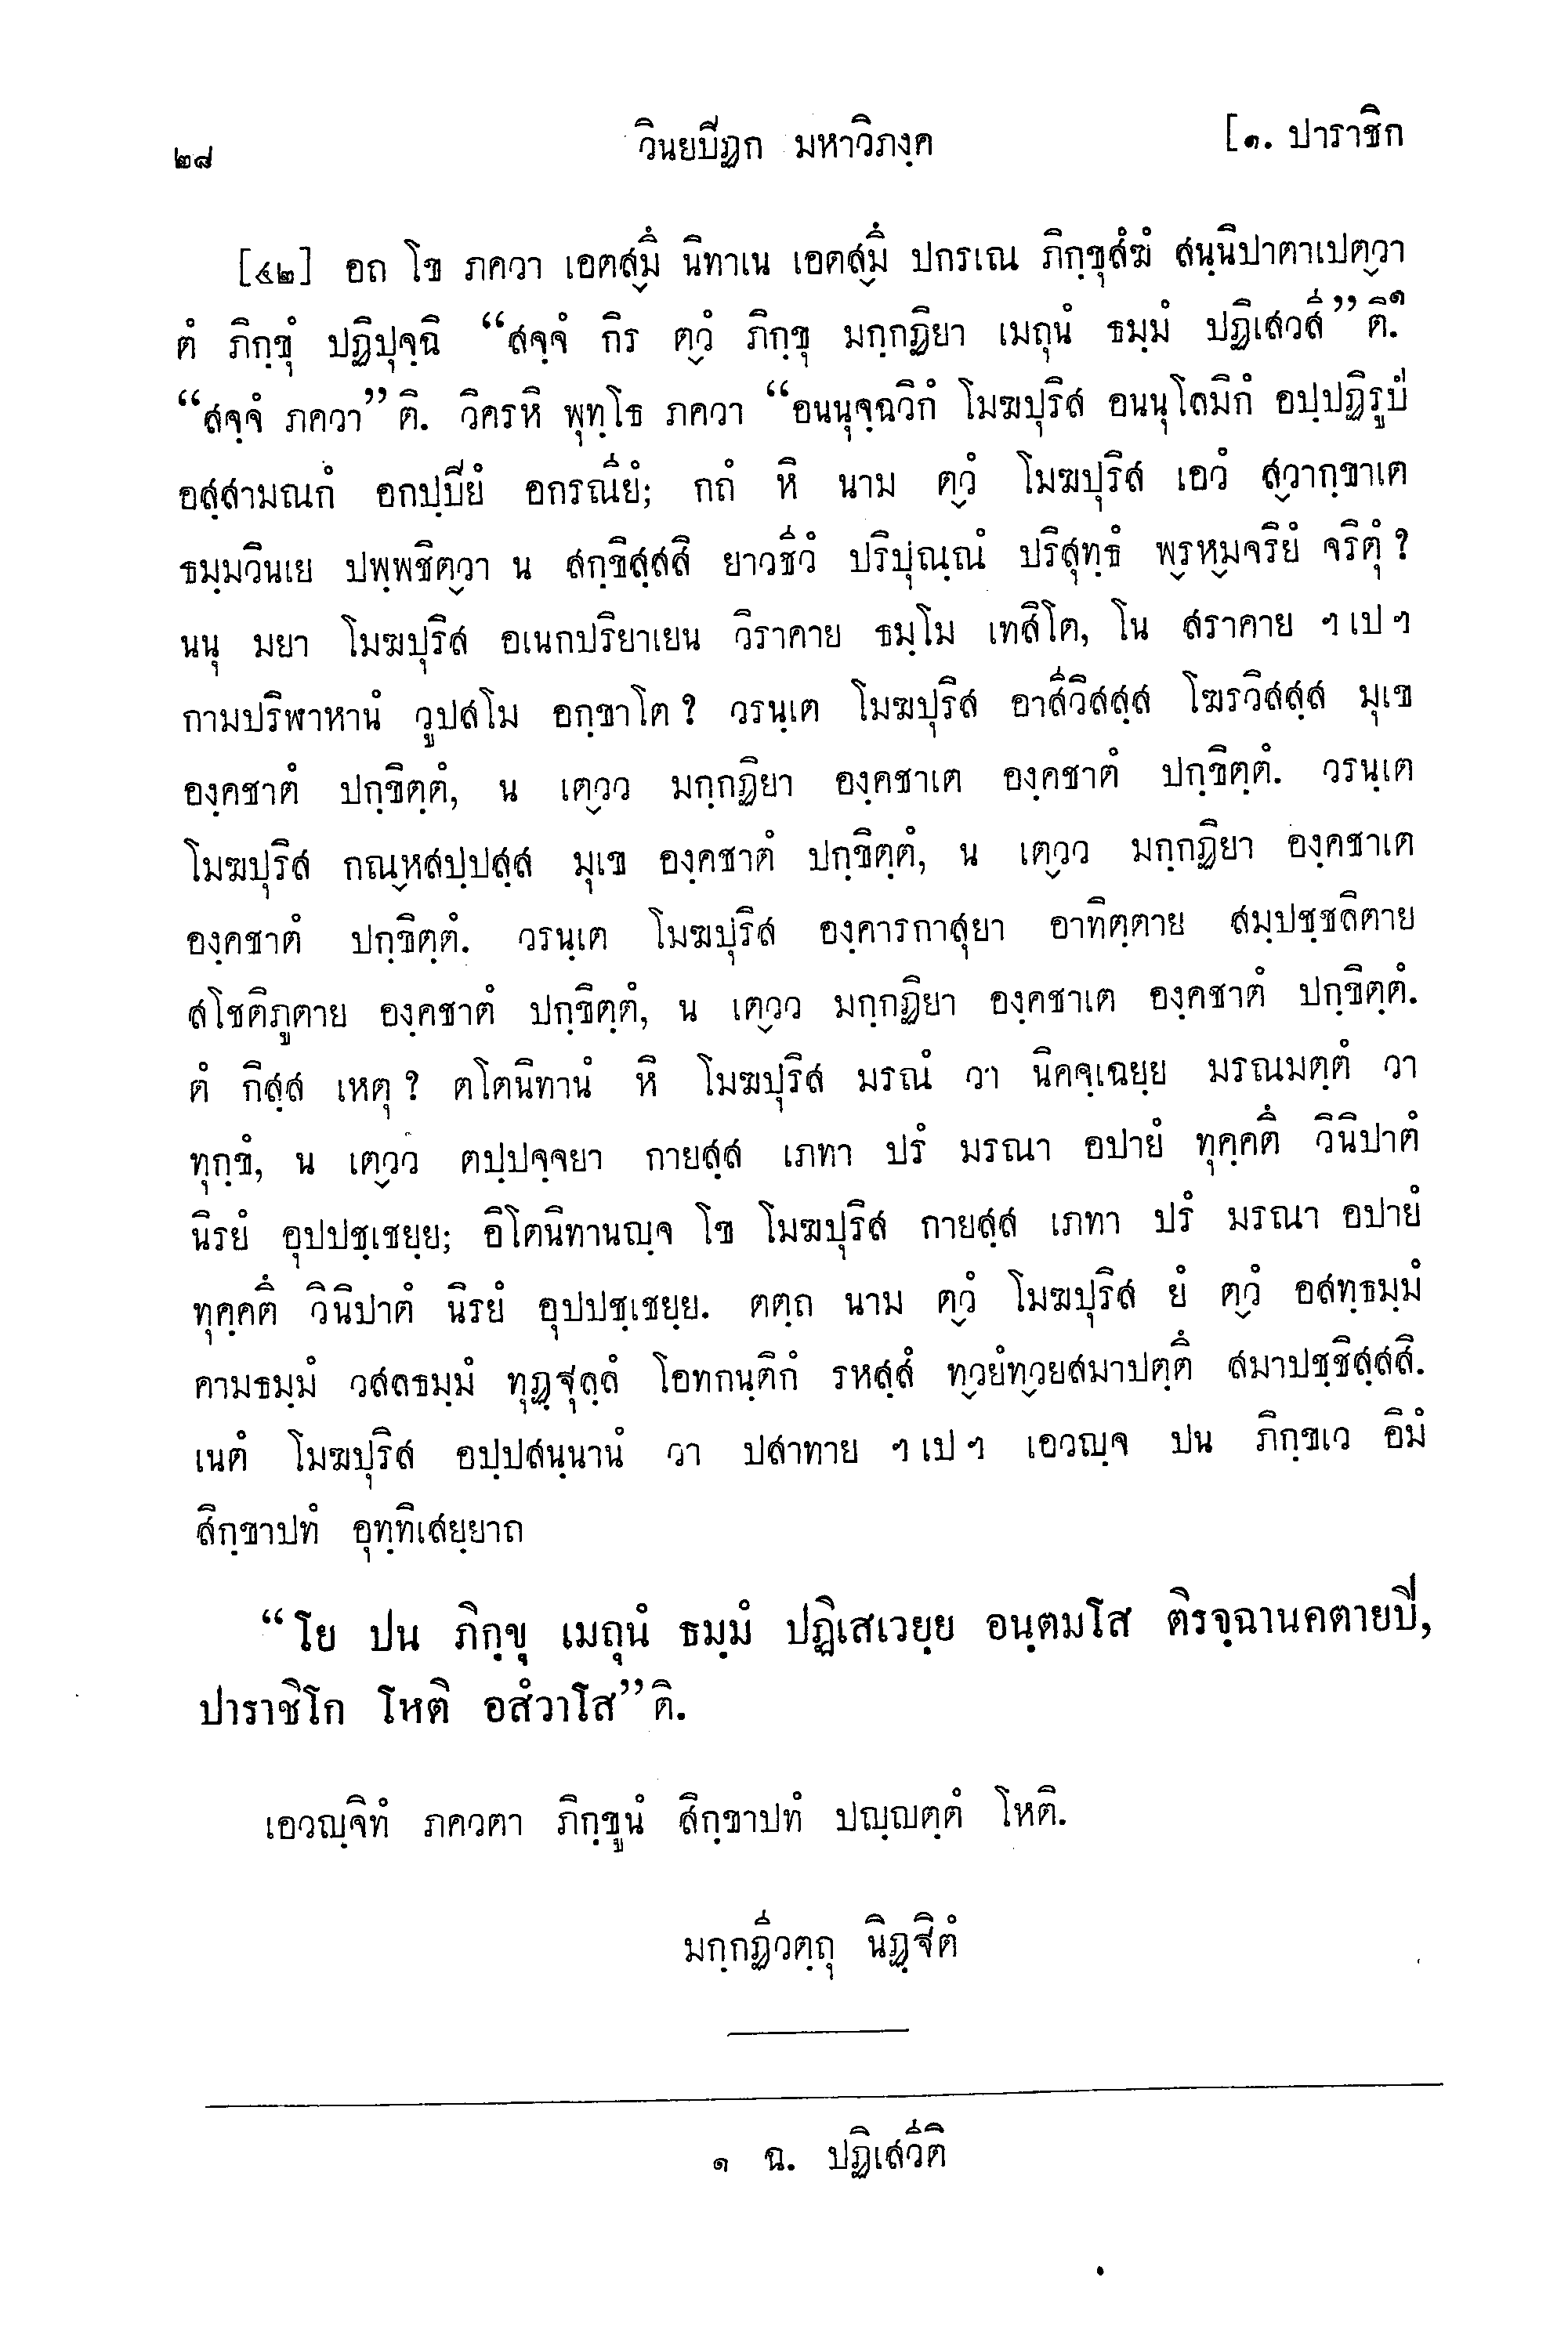 ๒๘ วินยปิฏก มหาวิภงฺค [๑. ปาราชิก
[๔๒] อถ โข ภควา เอตสฺมึ นิทาเน เอตสฺมึ ปกรเณ ภิกฺขุสํฆํ สนฺนิปาตาเปตฺวา
ตํ ภิกฺขุํ ปฏิปุจฺฉิ “สจฺจํ กิร ตฺวํ ภิกฺขุ มกฺกฏิยา เมถุนํ ธมฺมํ ปฏิเสวสี” ติ.๑
“สจฺจํ ภควา” ติ. วิครหิ พุทฺโธ ภควา “อนนุจฺฉวิกํ โมฆปุริส อนนุโลมิกํ อปฺปฏิรูปํ
อสฺสามณกํ อกปฺปิยํ อกรณียํ; กถํ หิ นาม ตฺวํ โมฆปุริส เอวํ สฺวากฺขาเต
ธมฺมวินเย ปพฺพชิตฺวา น สกฺขิสฺสสิ ยาวชีวํ ปริปุณฺณํ ปริสุทฺธํ พฺรหฺมจริยํ จริตุํ ?
นนุ มยา โมฆปุริส อเนกปริยาเยน วิราคาย ธมฺโม เทสิโต, โน สราคาย ฯ เป ฯ
กามปริฬาหานํ วูปสโม อกฺขาโต ? วรนฺเต โมฆปุริส อาสีวิสสฺส โฆรวิสสฺส มุเข
องฺคชาตํ ปกฺขิตฺตํ, น เตฺวว มกฺกฏิยา องฺคชาเต องฺคชาตํ ปกฺขิตฺตํ. วรนฺเต
โมฆปุริส กณฺหสปฺปสฺส มุเข องฺคชาตํ ปกฺขิตฺตํ, น เตฺวว มกฺกฏิยา องฺคชาเต
องฺคชาตํ ปกฺขิตฺตํ. วรนฺเต โมฆปุริส องฺคารกาสุยา อาทิตฺตาย สมฺปชฺชลิตาย
สโชติภูตาย องฺคชาตํ ปกฺขิตฺตํ, น เตฺวว มกฺกฏิยา องฺคชาเต องฺคชาตํ ปกฺขิตฺตํ.
ตํ กิสฺส เหตุ ? ตโตนิทานํ หิ โมฆปุริส มรณํ วา นิคจฺเฉยฺย มรณมตฺตํ วา
ทุกฺขํ, น เตฺวว ตปฺปจฺจยา กายสฺส เภทา ปรํ มรณา อปายํ ทุคฺคตึ วินิปาตํ
นิรยํ อุปปชฺเชยฺย; อิโตนิทานญฺจ โข โมฆปุริส กายสฺส เภทา ปรํ มรณา อปายํ
ทุคฺคตึ วินิปาตํ นิรยํ อุปปชฺเชยฺย. ตตฺถ นาม ตฺวํ โมฆปุริส ยํ ตฺวํ อสทฺธมฺมํ
คามธมฺมํ วสลธมฺมํ ทุฏฺฐุลฺลํ โอทกนฺติกํ รหสฺสํ ทฺวยํทฺวยสมาปตฺตึ สมาปชฺชิสฺสสิ.
เนตํ โมฆปุริส อปฺปสนฺนานํ วา ปสาทาย ฯ เป ฯ เอวญฺจ ปน ภิกฺขเว อิมํ
สิกฺขาปทํ อุทฺทิเสยฺยาถ
“โย ปน ภิกฺขุ เมถุนํ ธมฺมํ ปฏิเสเวยฺย อนฺตมโส ติรจฺฉานคตายปิ,
ปาราชิโก โหติ อสํวาโส” ติ.
เอวญฺจิทํ ภควตา ภิกฺขูนํ สิกฺขาปทํ ปญฺญตฺตํ โหติ.
มกฺกฏีวตฺถุ นิฏฺฐิตํ
๑ ฉ. ปฏิเสวีติ